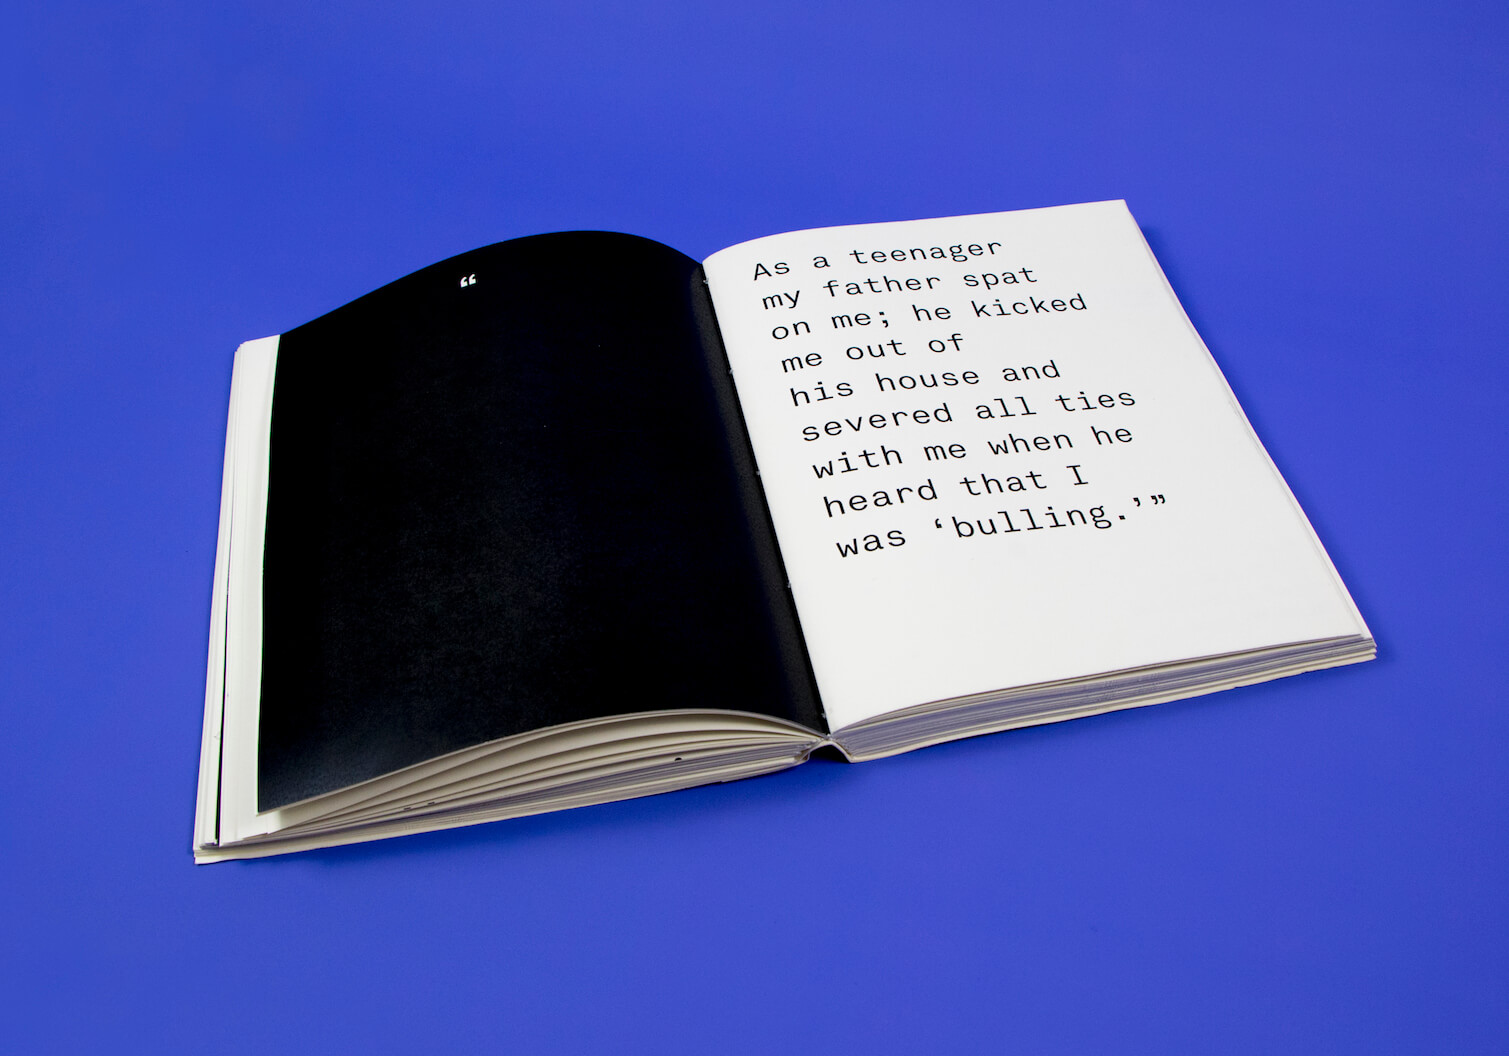 “
As a teenager
my father spat
on me; he kicked
me out of
his house and
severed all ties
with me when he
heard that I
was ‘bulling.’”